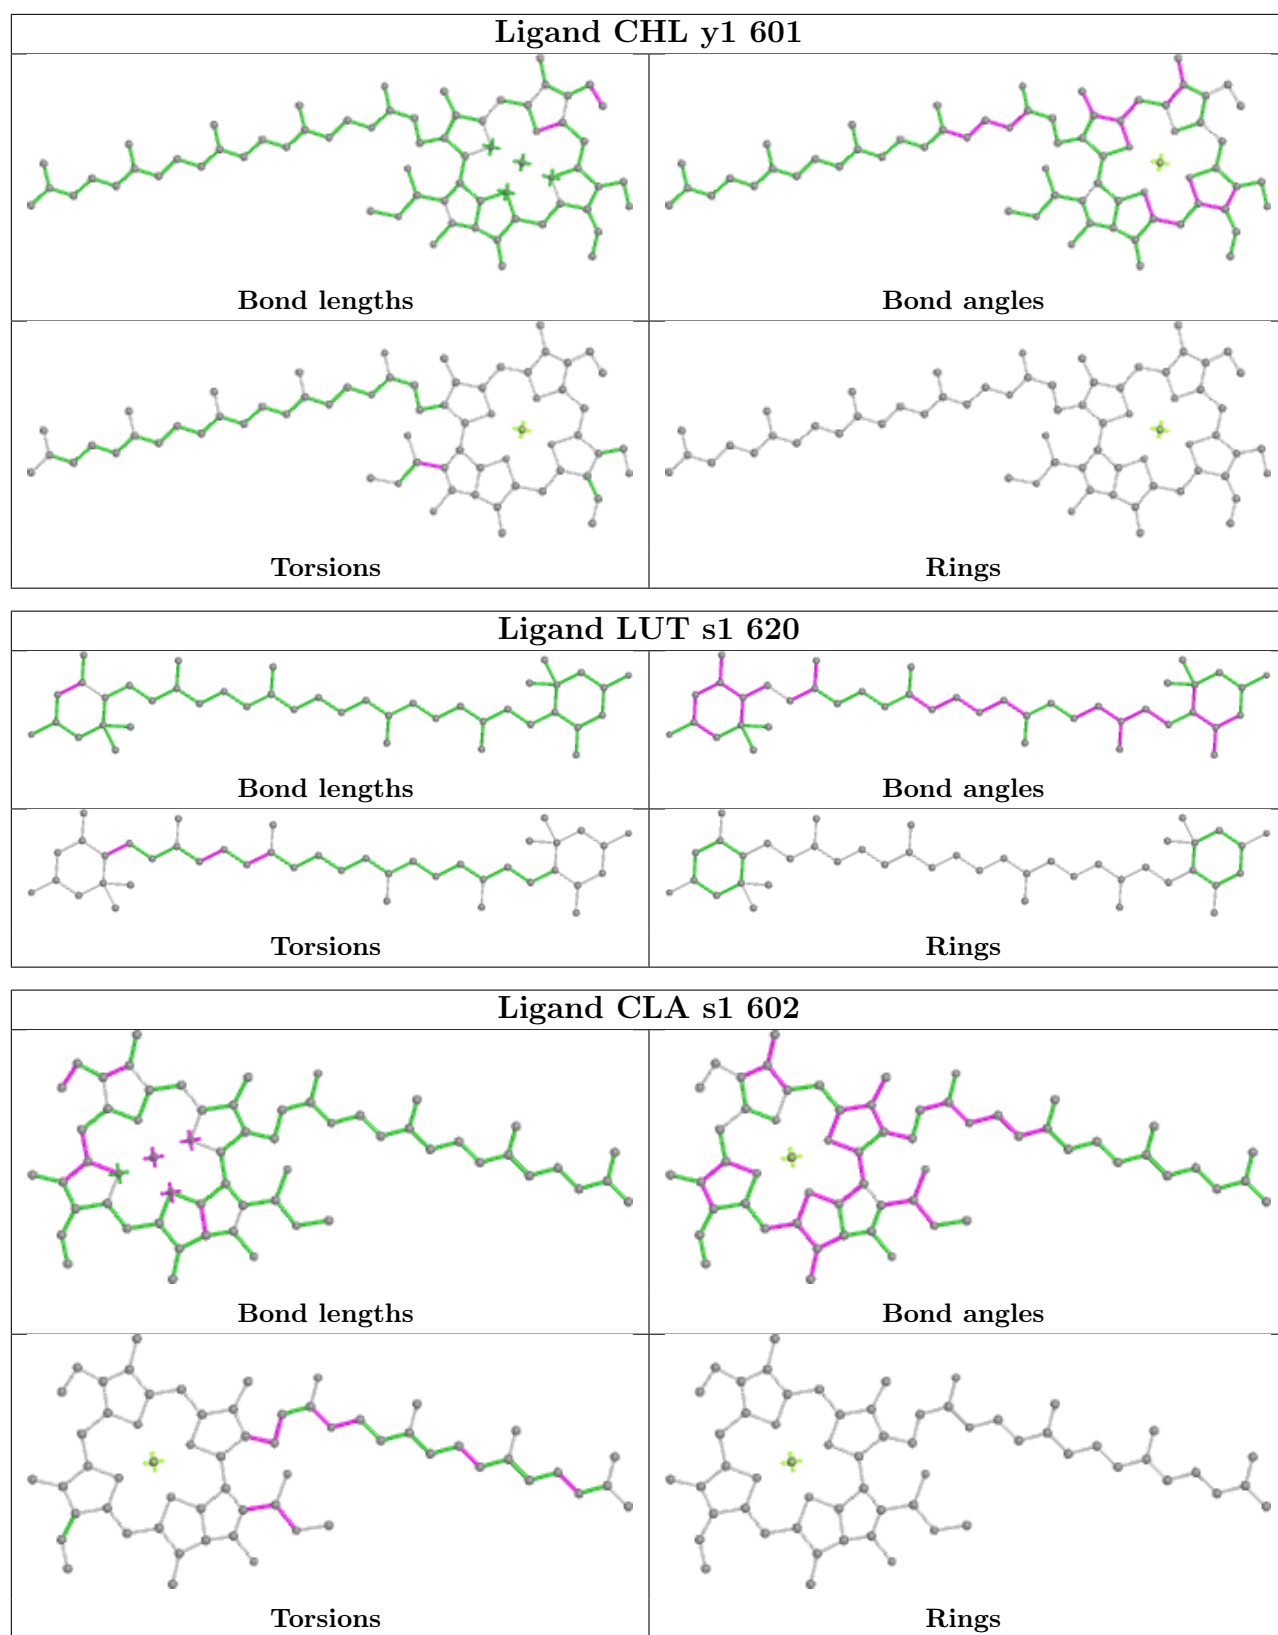 Ligand CHL y1 601
Bond lengths
Bond angles
Torsions
Rings
Ligand LUT s1 620
Bond lengths
Bond angles
Torsions
Rings
Ligand CLA s1 602
Bond lengths
Bond angles
Torsions
Rings